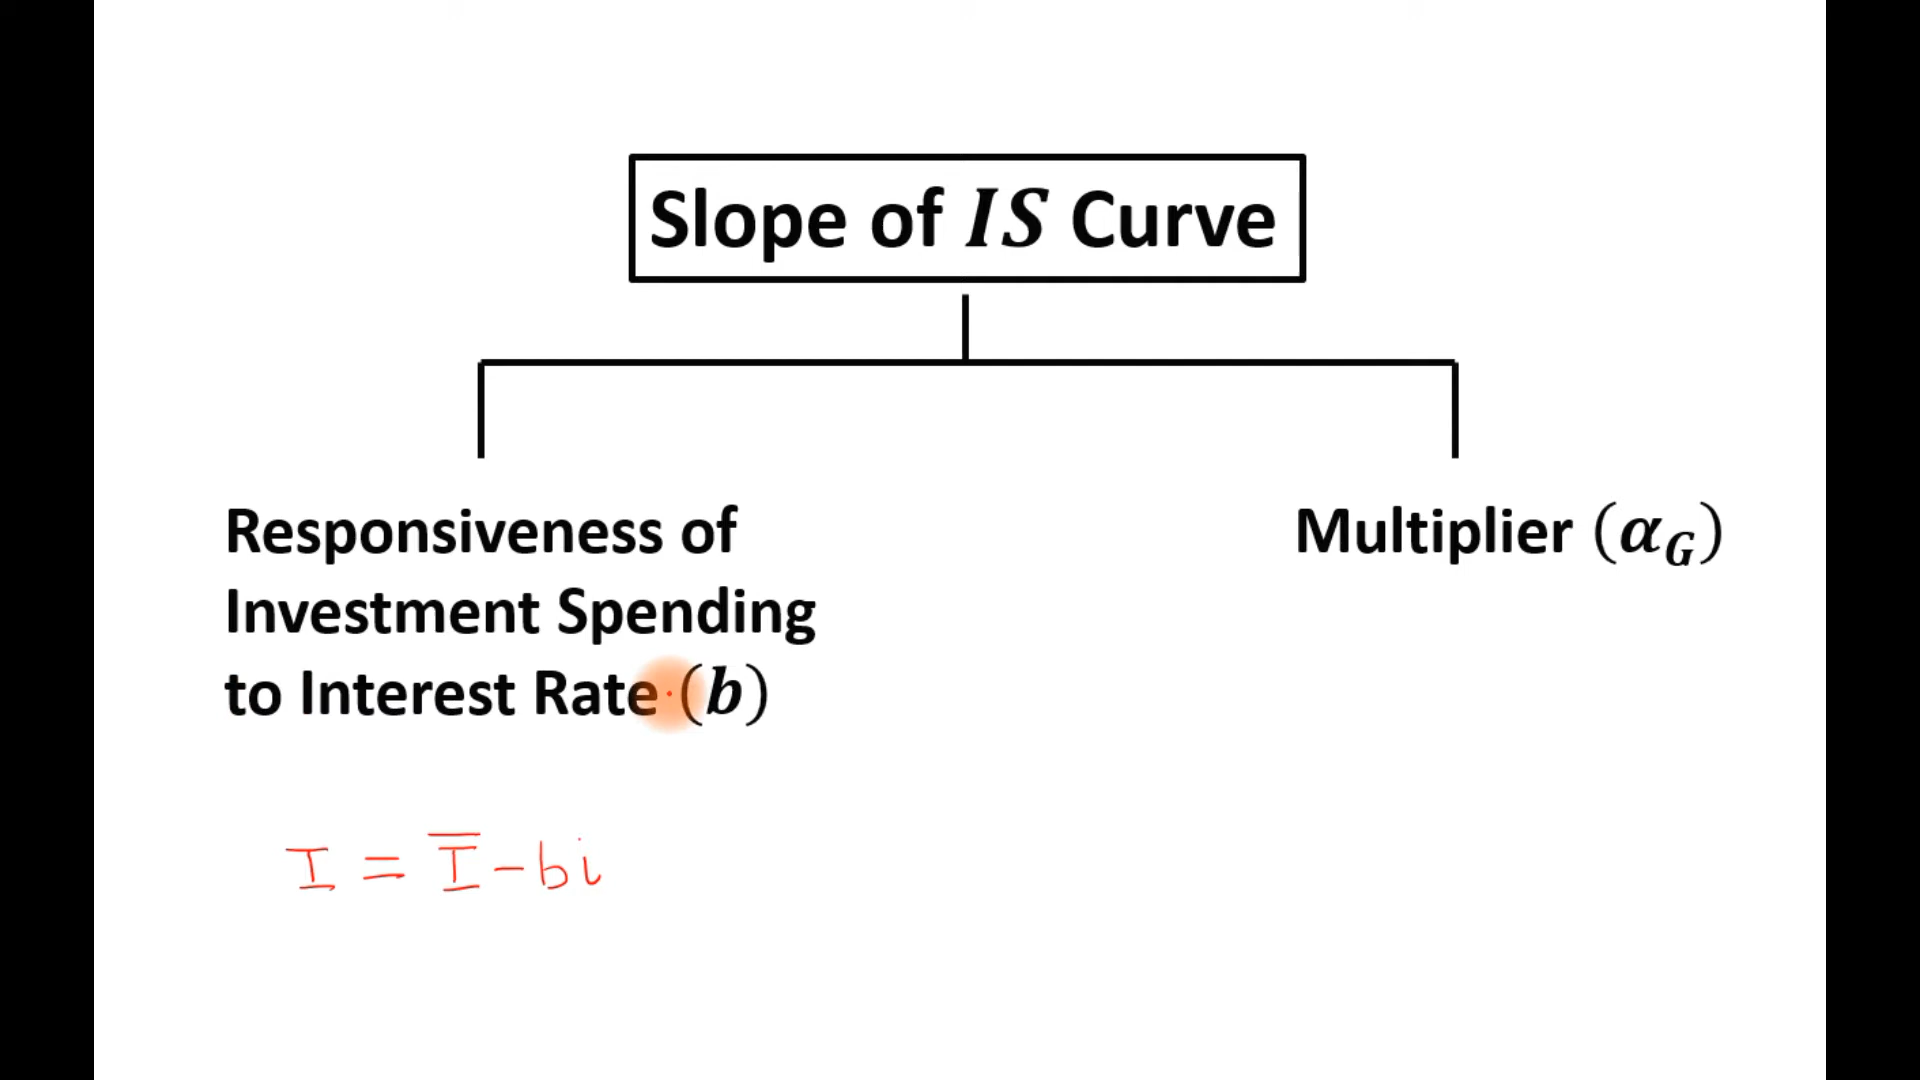 Slope of IS Curve
Responsiveness of
Investment Spending
to Interest Rate (b)
Multiplier (α_G)
I = I̅ - bi